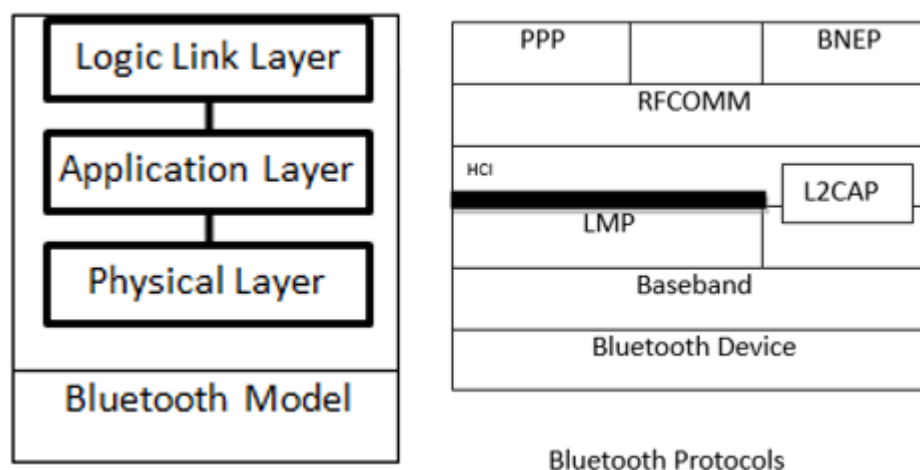 Logic Link Layer
Application Layer
Physical Layer
Bluetooth Model
PPP
BNEP
RFCOMM
HCI
L2CAP
LMP
Baseband
Bluetooth Device
Bluetooth Protocols